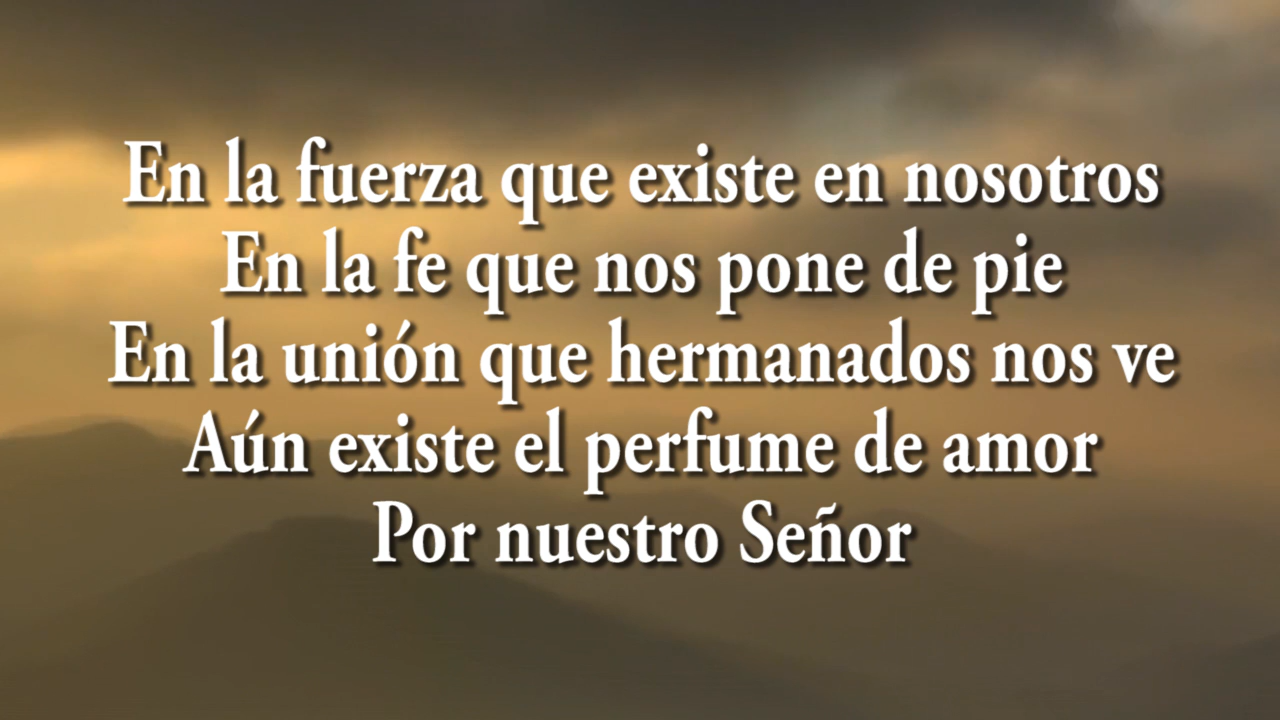 En la fuerza que existe en nosotros
En la fe que nos pone de pie
En la unión que hermanados nos ve
Aún existe el perfume de amor
Por nuestro Señor